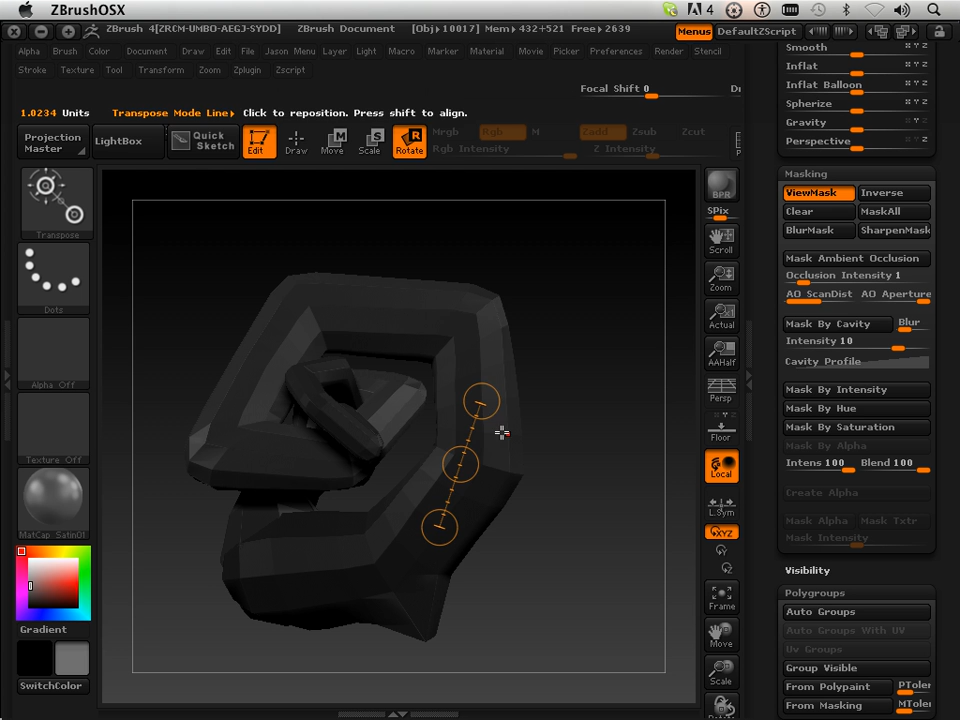 ZBrushOSX
4
ZBrush 4[ZRCM-UMBO-AEGJ-SYDD]
ZBrush Document
[Obj>10017] Mem>432+521 Free>2639
Menus
DefaultZScript
Alpha
Brush
Color
Document
Draw
Edit
File
Jason
Menu
Layer
Light
Macro
Marker
Material
Movie
Picker
Preferences
Render
Stencil
Stroke
Texture
Tool
Transform
Zoom
Zplugin
Zscript
Focal Shift 0
1.0234 Units
Transpose Mode Line> Click to reposition. Press shift to align.
Projection Master
LightBox
Quick Sketch
Edit
Draw
Move
Scale
Rotate
Mrgb
Rgb
M
Rgb Intensity
Zadd
Zsub
Zcut
Z Intensity
Transpose
Dots
Alpha Off
Texture Off
MatCap Satin01
Gradient
SwitchColor
BPR
SPix
Scroll
Zoom
Actual
AAHalf
Persp
Floor
Local
L.Sym
XYZ
Y
Z
Frame
Move
Scale
Smooth
Inflat
Inflat Balloon
Spherize
Gravity
Perspective
Masking
ViewMask
Inverse
Clear
MaskAll
BlurMask
SharpenMask
Mask Ambient Occlusion
Occlusion Intensity 1
AO ScanDist
AO Aperture
Mask By Cavity
Blur
Intensity 10
Cavity Profile
Mask By Intensity
Mask By Hue
Mask By Saturation
Mask By Alpha
Intens 100
Blend 100
Create Alpha
Mask Alpha
Mask Txtr
Mask Intensity
Visibility
Polygroups
Auto Groups
Auto Groups With UV
Uv Groups
Group Visible
From Polypaint
PToler
From Masking
MToler